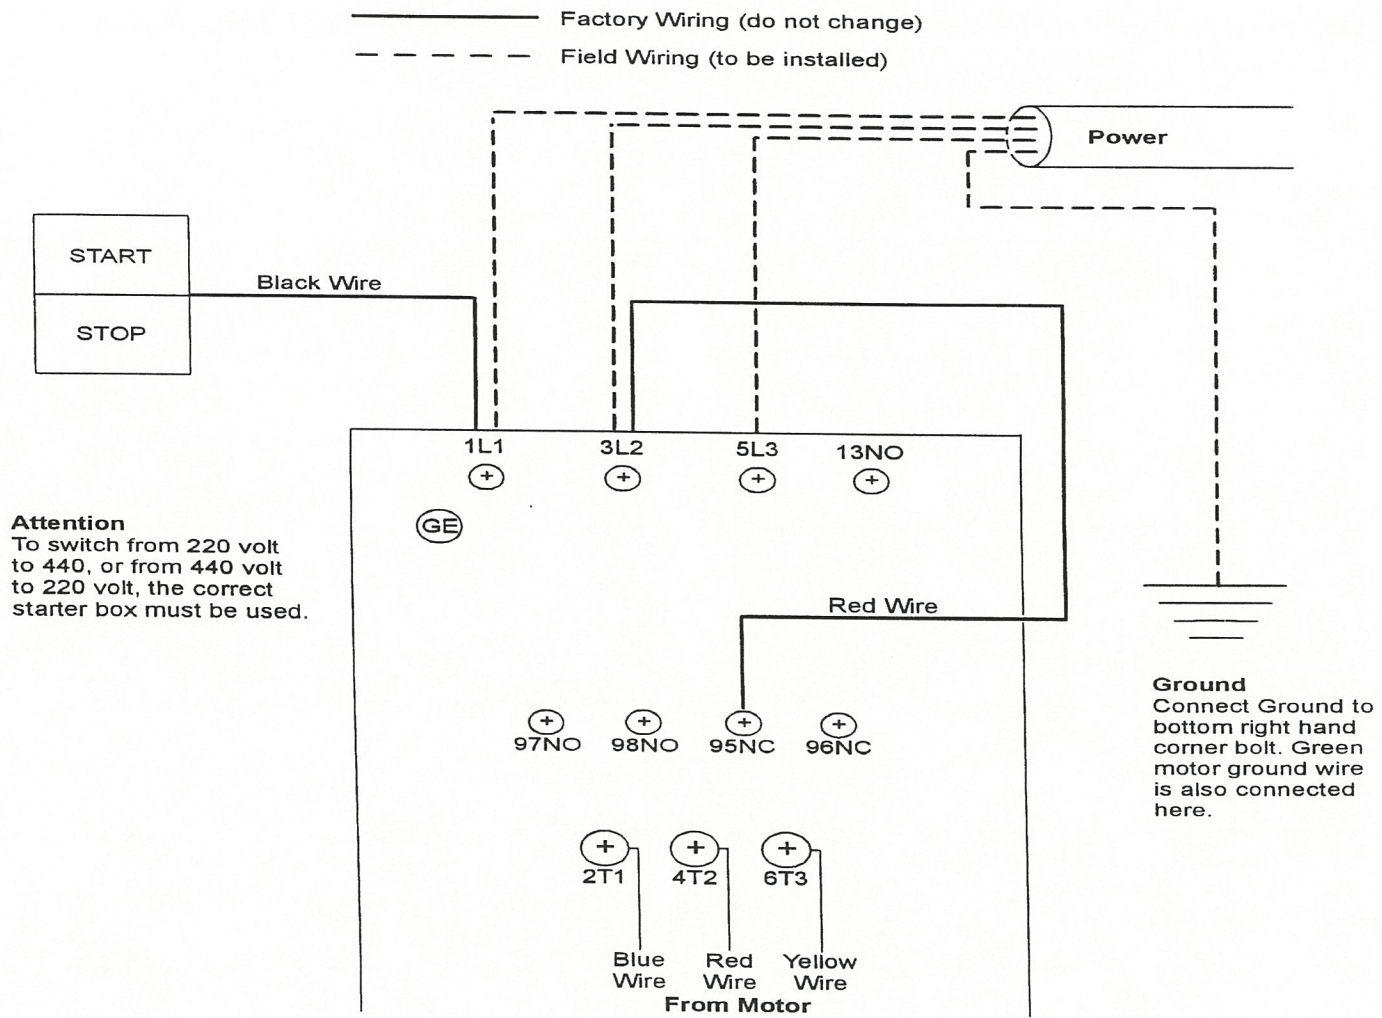 Factory Wiring (do not change)
Field Wiring (to be installed)
Power
START
Black Wire
STOP
1L1
3L2
5L3
13NO
GE
Attention
To switch from 220 volt
to 440, or from 440 volt
to 220 volt, the correct
starter box must be used.
Red Wire
Ground
Connect Ground to
bottom right hand
corner bolt. Green
motor ground wire
is also connected
here.
97NO
98NO
95NC
96NC
2T1
4T2
6T3
Blue
Wire
Red
Wire
Yellow
Wire
From Motor